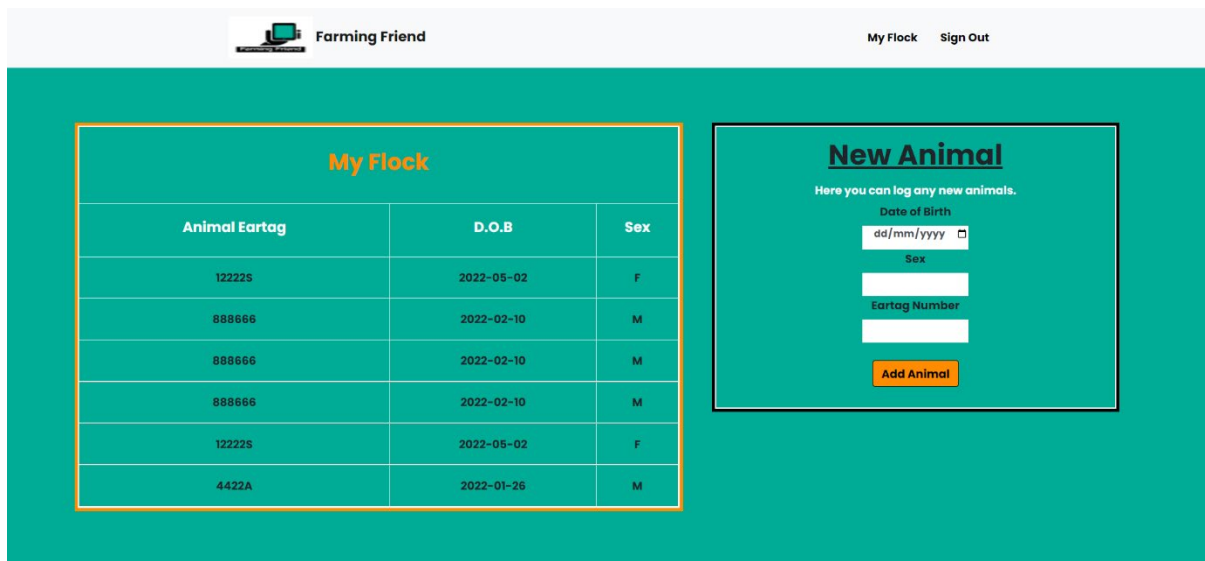 Farming Friend
Farming Friend
My Flock Sign Out
My Flock
Animal Eartag D.O.B Sex
12222S 2022-05-02 F
888666 2022-02-10 M
888666 2022-02-10 M
888666 2022-02-10 M
12222S 2022-05-02 F
4422A 2022-01-26 M
New Animal
Here you can log any new animals.
Date of Birth
dd/mm/yyyy
Sex
Eartag Number
Add Animal